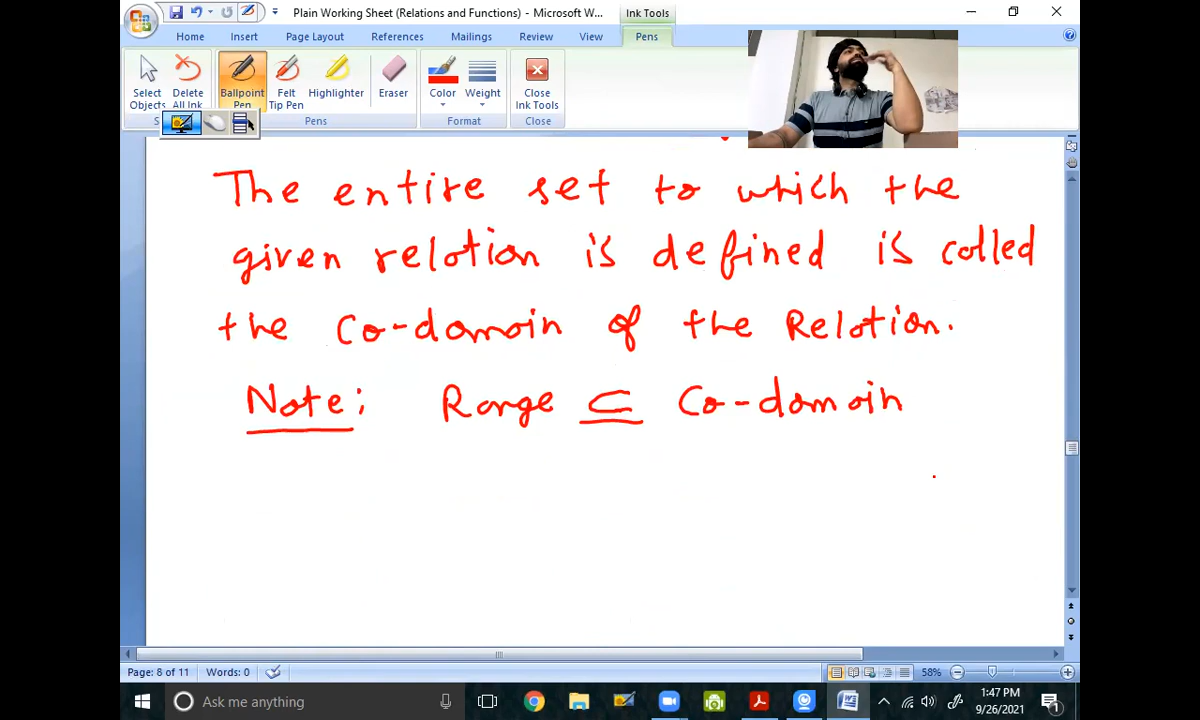 Plain Working Sheet (Relations and Functions) - Microsoft W...
Ink Tools
Home Insert Page Layout References Mailings Review View Pens
Select Objects
Delete All Ink
Ballpoint Pen
Felt Tip Pen
Highlighter
Eraser
Color
Weight
Close Ink Tools
Pens
Format
Close
The entire set to which the
given relation is defined is called
the Co-domain of the Relation.
Note: Range ⊆ Co-domain
Page: 8 of 11 Words: 0 58%
Ask me anything
1:47 PM
9/26/2021
1